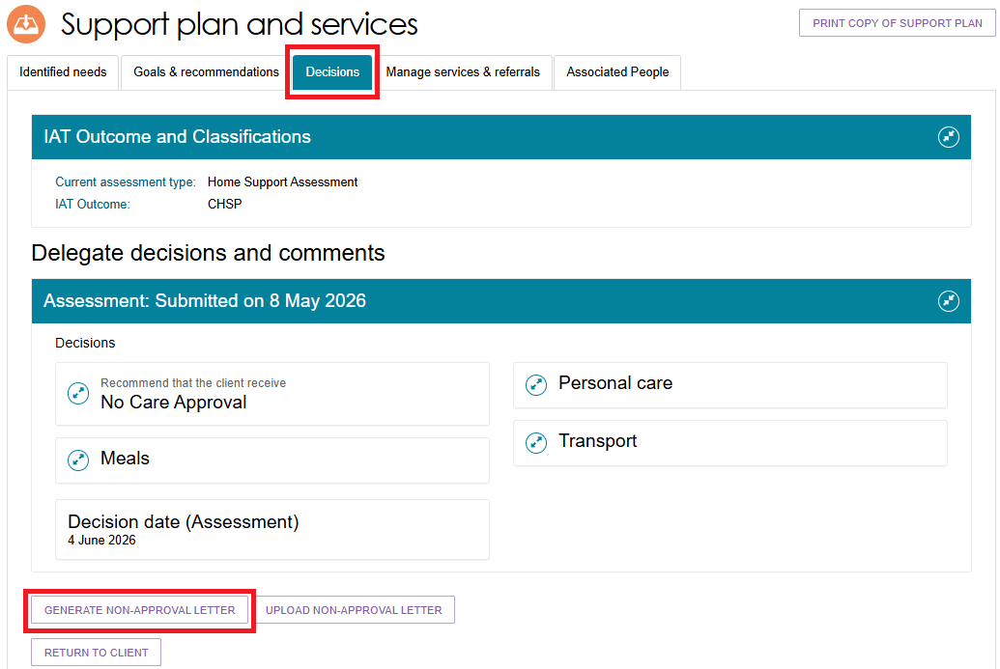 Support plan and services
PRINT COPY OF SUPPORT PLAN
Identified needs
Goals & recommendations
Decisions
Manage services & referrals
Associated People
IAT Outcome and Classifications
Current assessment type: Home Support Assessment
IAT Outcome: CHSP
Delegate decisions and comments
Assessment: Submitted on 8 May 2026
Decisions
Recommend that the client receive
No Care Approval
Personal care
Meals
Transport
Decision date (Assessment)
4 June 2026
GENERATE NON-APPROVAL LETTER
UPLOAD NON-APPROVAL LETTER
RETURN TO CLIENT